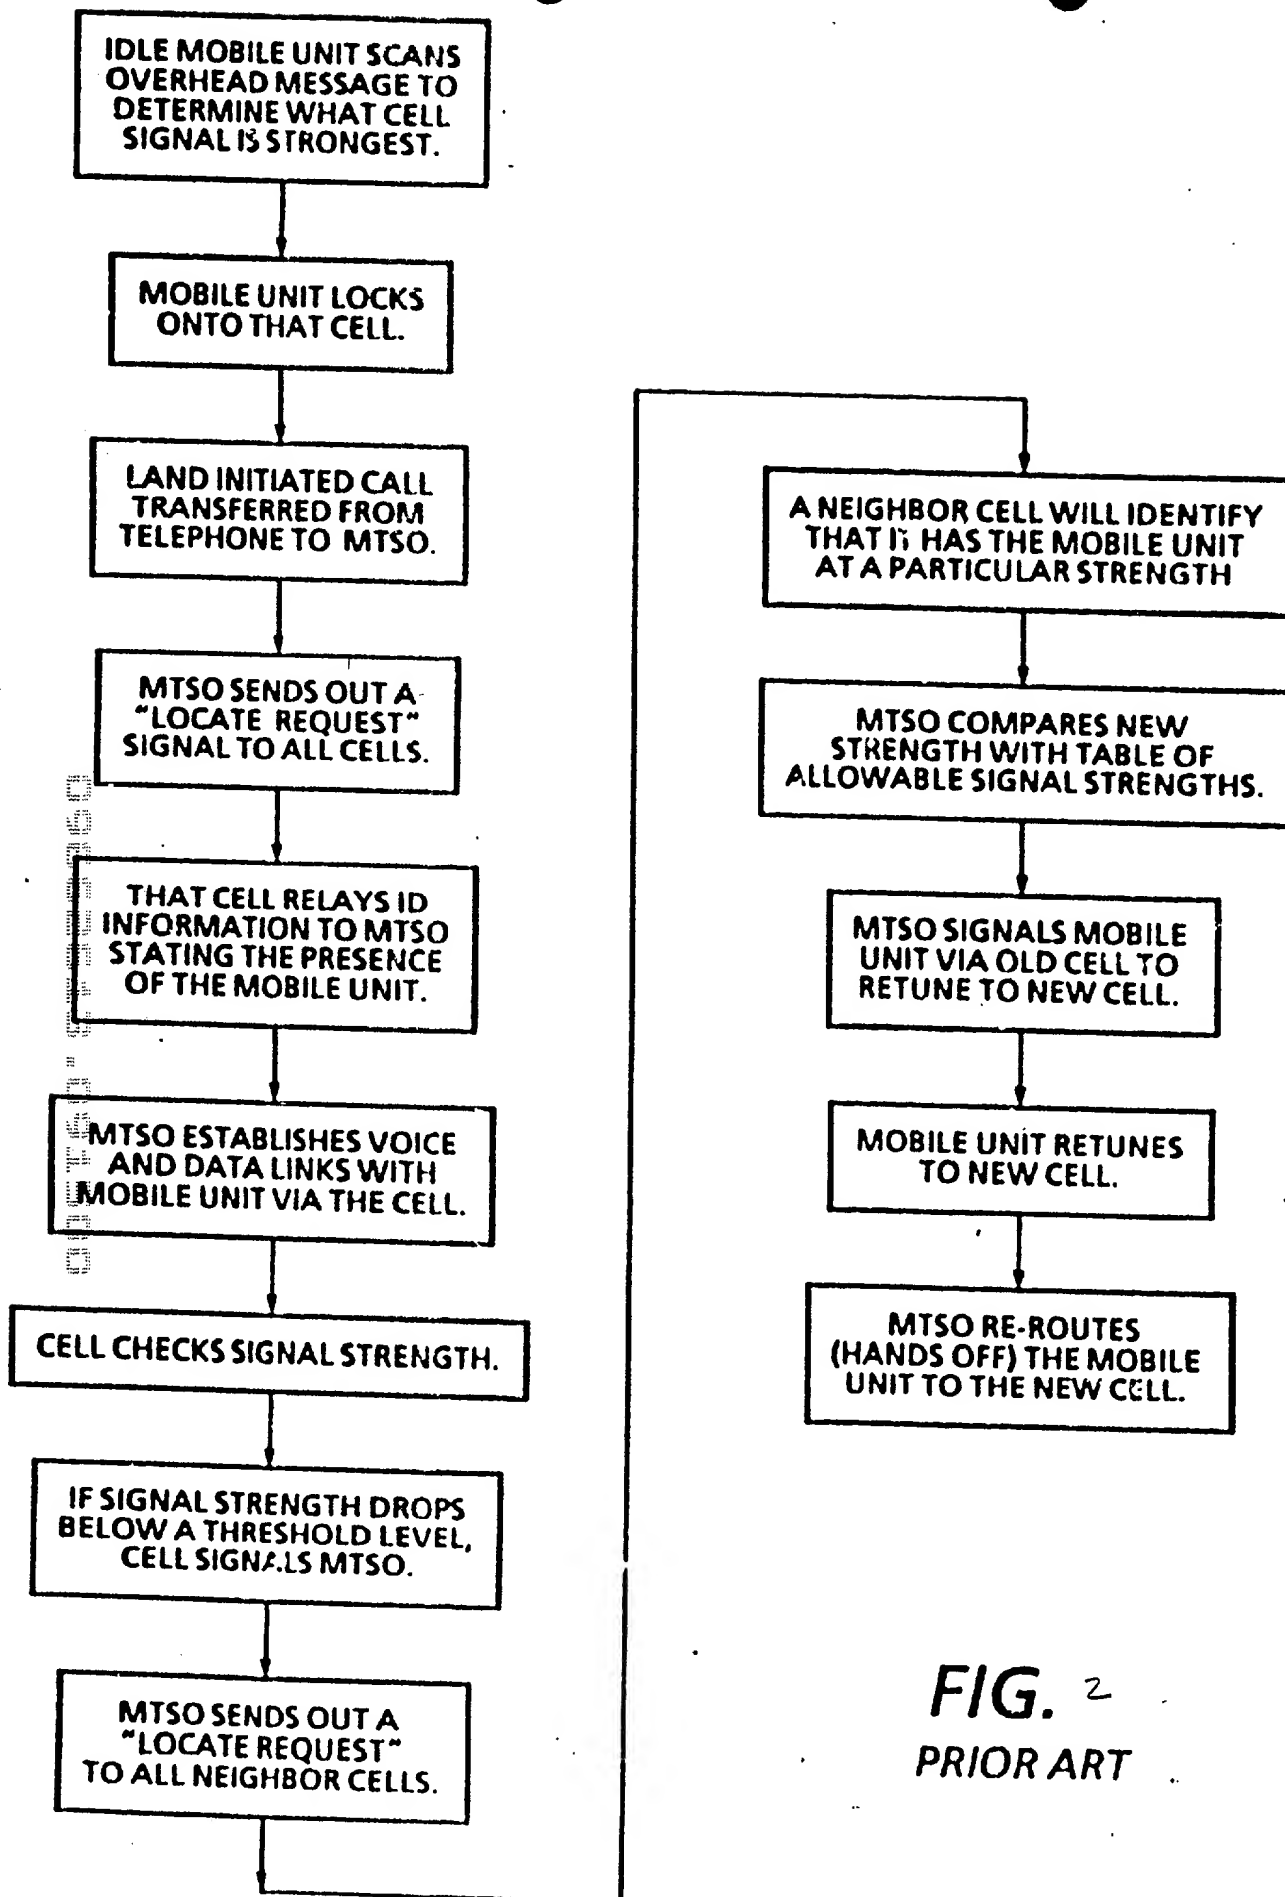 IDLE MOBILE UNIT SCANS
OVERHEAD MESSAGE TO
DETERMINE WHAT CELL
SIGNAL IS STRONGEST.
MOBILE UNIT LOCKS
ONTO THAT CELL.
LAND INITIATED CALL
TRANSFERRED FROM
TELEPHONE TO MTSO.
MTSO SENDS OUT A
"LOCATE REQUEST"
SIGNAL TO ALL CELLS.
THAT CELL RELAYS ID
INFORMATION TO MTSO
STATING THE PRESENCE
OF THE MOBILE UNIT.
MTSO ESTABLISHES VOICE
AND DATA LINKS WITH
MOBILE UNIT VIA THE CELL.
CELL CHECKS SIGNAL STRENGTH.
IF SIGNAL STRENGTH DROPS
BELOW A THRESHOLD LEVEL,
CELL SIGNALS MTSO.
MTSO SENDS OUT A
"LOCATE REQUEST"
TO ALL NEIGHBOR CELLS.
A NEIGHBOR CELL WILL IDENTIFY
THAT IT HAS THE MOBILE UNIT
AT A PARTICULAR STRENGTH
MTSO COMPARES NEW
STRENGTH WITH TABLE OF
ALLOWABLE SIGNAL STRENGTHS.
MTSO SIGNALS MOBILE
UNIT VIA OLD CELL TO
RETUNE TO NEW CELL.
MOBILE UNIT RETUNES
TO NEW CELL.
MTSO RE-ROUTES
(HANDS OFF) THE MOBILE
UNIT TO THE NEW CELL.
FIG. 2
PRIOR ART